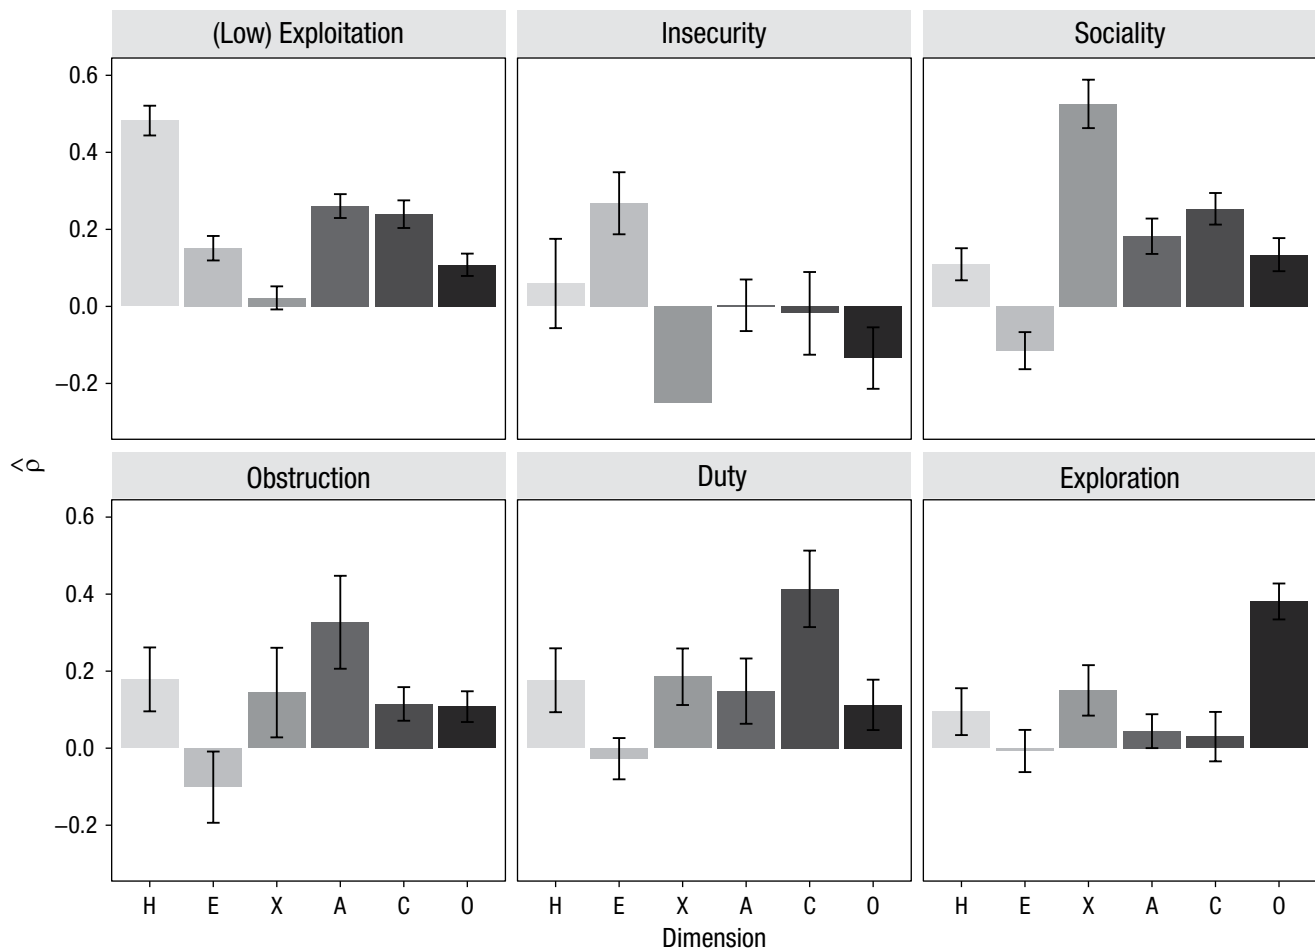 (Low) Exploitation Insecurity Sociality
0.6
0.4
0.2
0.0
−0.2
ρ̂
Obstruction Duty Exploration
0.6
0.4
0.2
0.0
−0.2
H E X A C O H E X A C O H E X A C O
Dimension